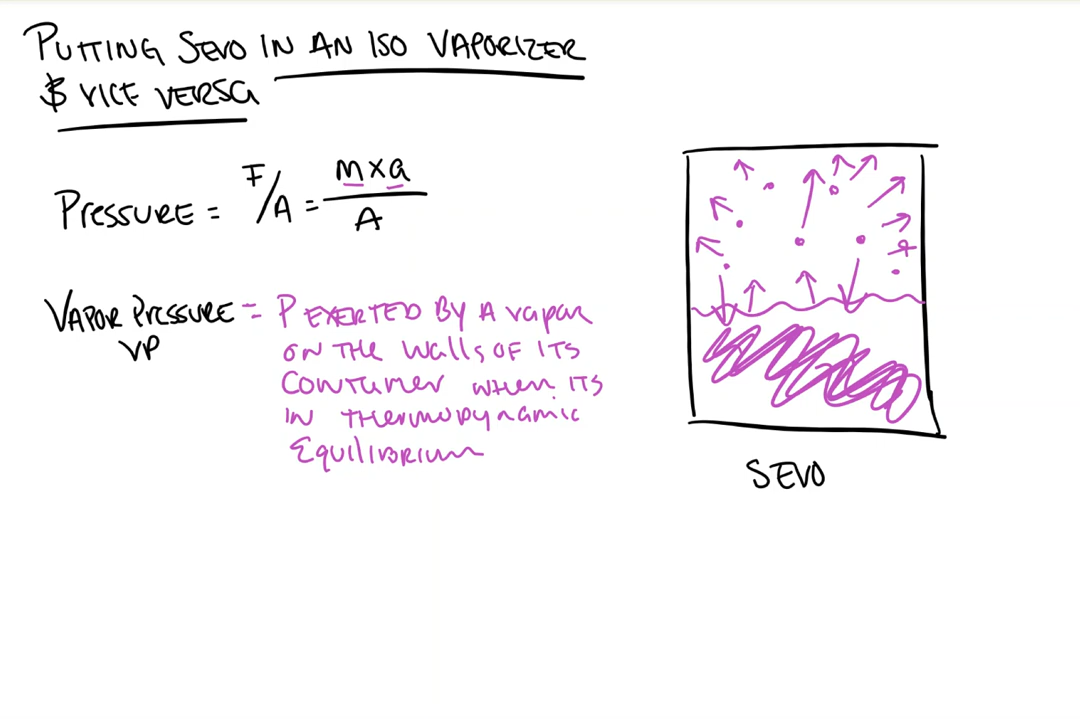 PUTTING SEVO IN AN ISO VAPORIZER
& VICE VERSA
PRESSURE = F/A = m x a / A
VAPOR PRESSURE = P EXERTED BY A vapor
VP
ON THE WALLS OF ITS
CONTAINER WHEN ITS
IN THERMODYNAMIC
EQUILIBRIUM
SEVO